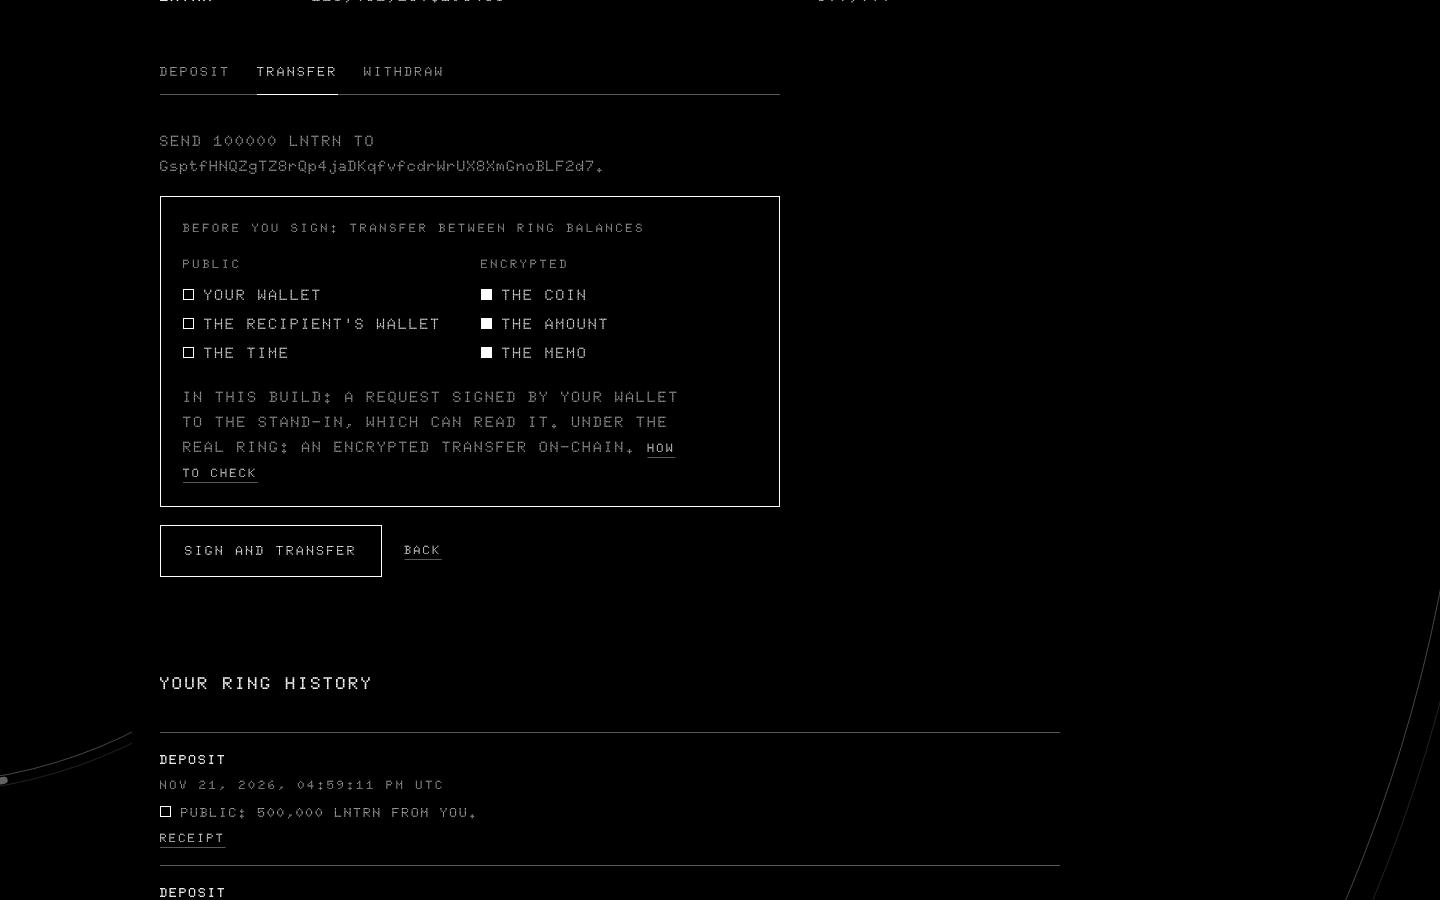 DEPOSIT TRANSFER WITHDRAW
SEND 100000 LNTRN TO
GsptfHNQZgTZ8rQp4jaDKqfvfcdrWrUX8XmGnoBLF2d7.
BEFORE YOU SIGN: TRANSFER BETWEEN RING BALANCES
PUBLIC
YOUR WALLET
THE RECIPIENT'S WALLET
THE TIME
ENCRYPTED
THE COIN
THE AMOUNT
THE MEMO
IN THIS BUILD: A REQUEST SIGNED BY YOUR WALLET
TO THE STAND-IN, WHICH CAN READ IT. UNDER THE
REAL RING: AN ENCRYPTED TRANSFER ON-CHAIN. HOW
TO CHECK
SIGN AND TRANSFER BACK
YOUR RING HISTORY
DEPOSIT
NOV 21, 2026, 04:59:11 PM UTC
PUBLIC: 500,000 LNTRN FROM YOU.
RECEIPT
DEPOSIT